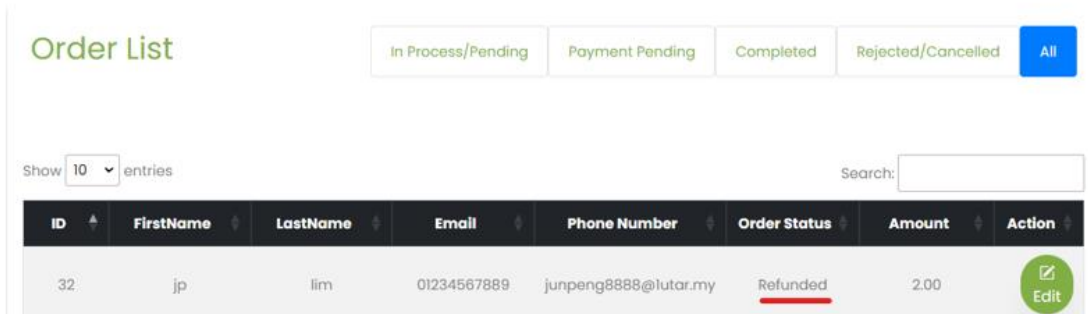 Order List
In Process/Pending Payment Pending Completed Rejected/Cancelled All
Show 10 entries Search:
ID FirstName LastName Email Phone Number Order Status Amount Action
32 jp lim 01234567889 junpeng8888@1utar.my Refunded 2.00 Edit